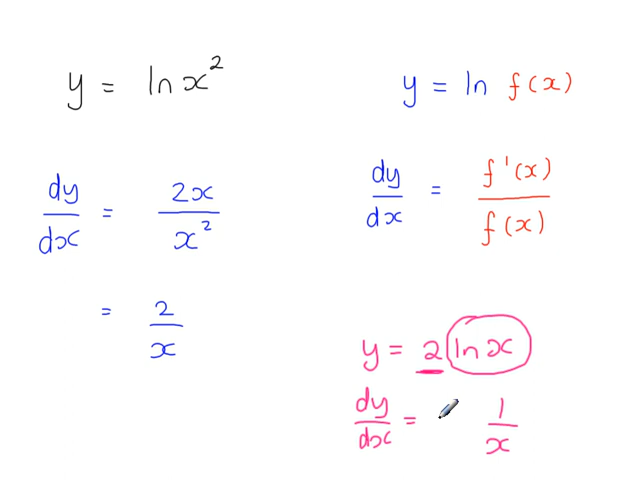 y = ln x²
dy/dx = 2x/x²
= 2/x
y = ln f(x)
dy/dx = f'(x)/f(x)
y = 2 ln x
dy/dx = 1/x